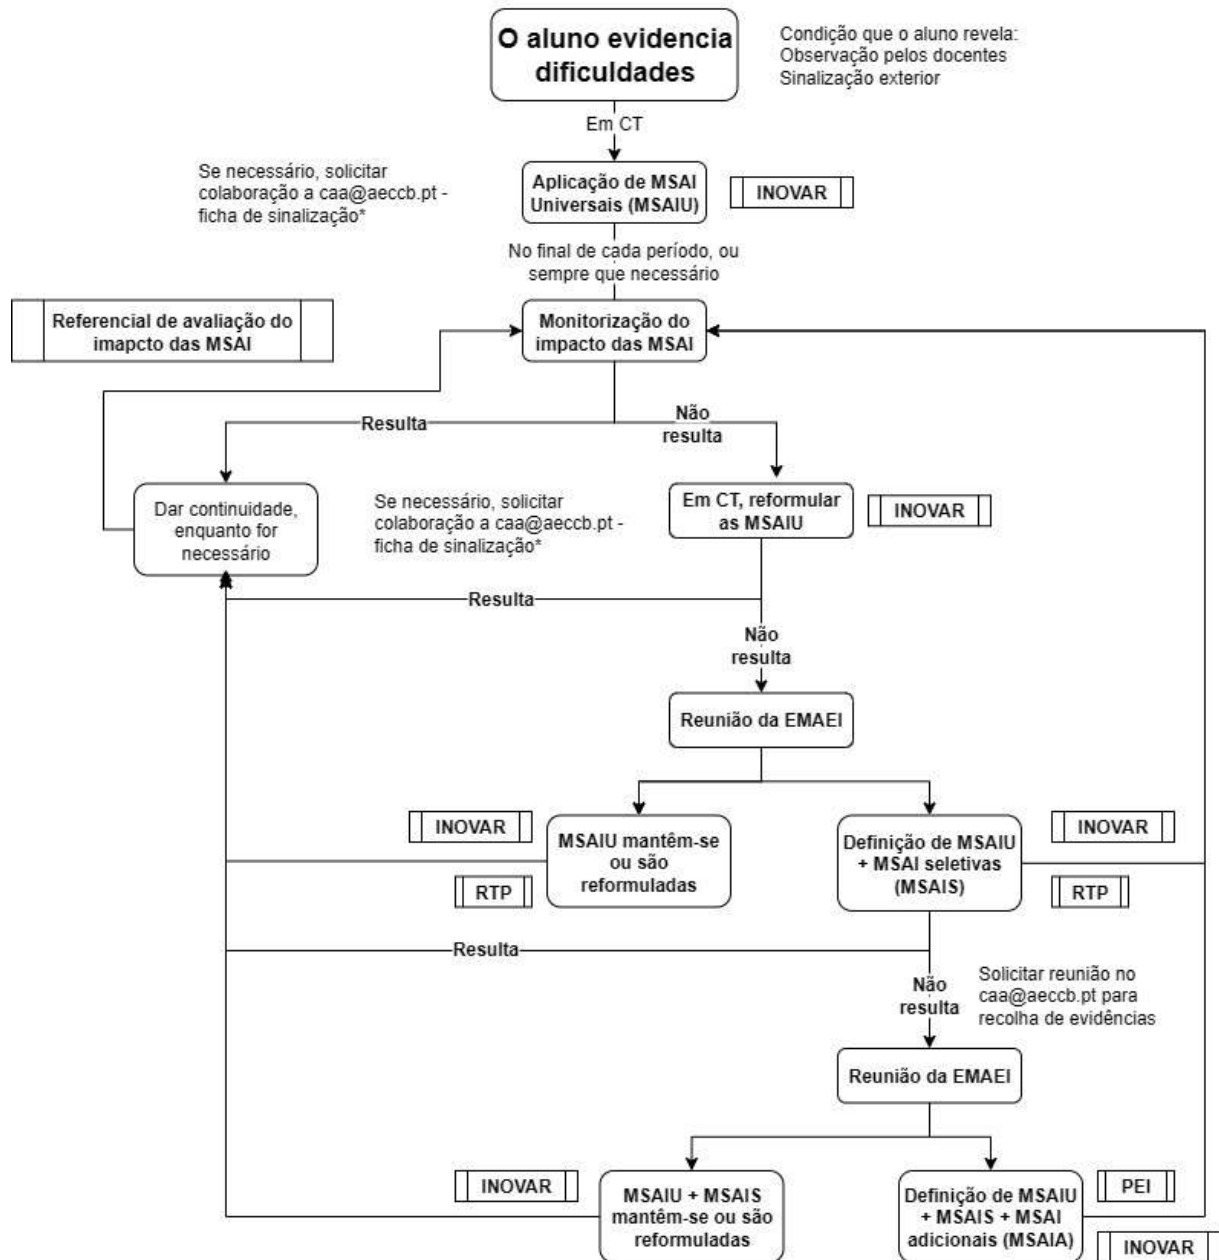 O aluno evidencia
dificuldades
Condição que o aluno revela:
Observação pelos docentes
Sinalização exterior
Em CT
Se necessário, solicitar
colaboração a caa@aeccb.pt -
ficha de sinalização*
Aplicação de MSAI
Universais (MSAIU)
INOVAR
No final de cada período, ou
sempre que necessário
Referencial de avaliação do
imapcto das MSAI
Monitorização do
impacto das MSAI
Resulta
Não
resulta
Dar continuidade,
enquanto for
necessário
Se necessário, solicitar
colaboração a caa@aeccb.pt -
ficha de sinalização*
Em CT, reformular
as MSAIU
INOVAR
Resulta
Não
resulta
Reunião da EMAEI
INOVAR
RTP
MSAIU mantêm-se
ou são
reformuladas
Definição de MSAIU
+ MSAI seletivas
(MSAIS)
INOVAR
RTP
Resulta
Não
resulta
Solicitar reunião no
caa@aeccb.pt para
recolha de evidências
Reunião da EMAEI
INOVAR
MSAIU + MSAIS
mantêm-se ou são
reformuladas
Definição de MSAIU
+ MSAIS + MSAI
adicionais (MSAIA)
PEI
INOVAR